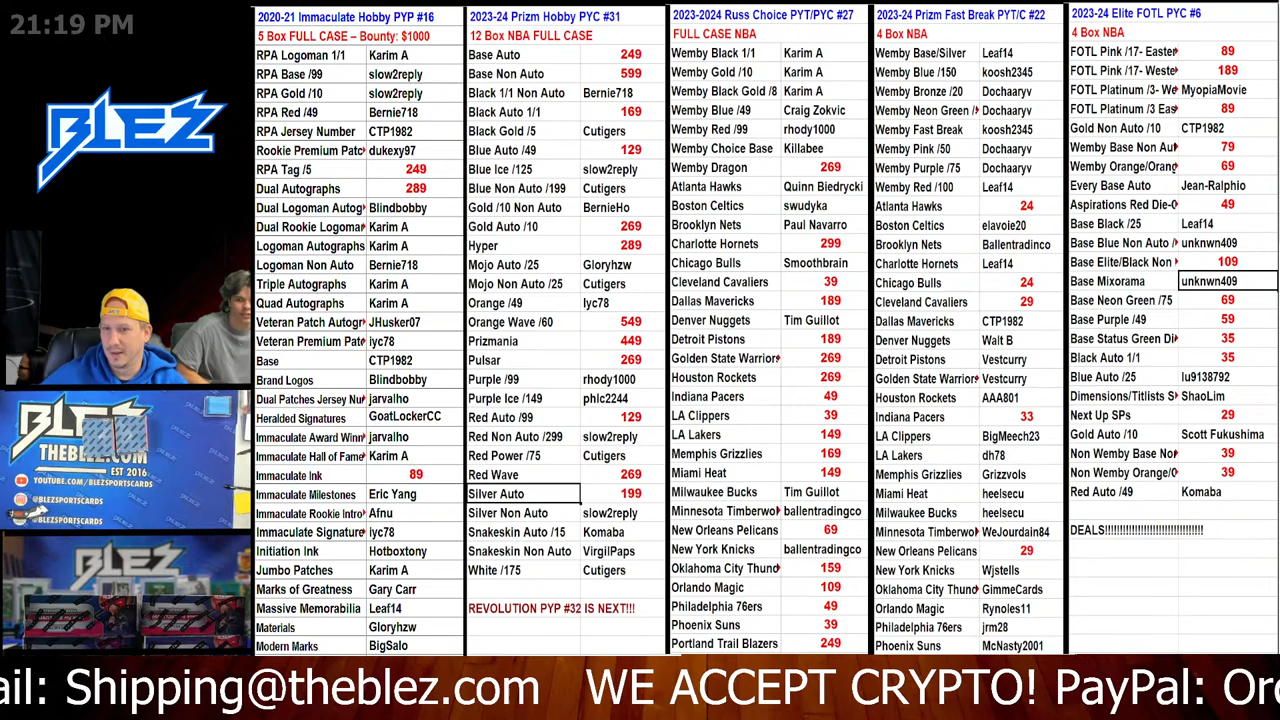 21:19 PM
BLEZ
BLEZ
THEBLEZ.COM
EST 2016
YOUTUBE.COM/BLEZSPORTSCARDS
@BLEZSPORTSCARDS
@BLEZSPORTSCARDS
BLEZ
2020-21 Immaculate Hobby PYP #16
5 Box FULL CASE – Bounty: $1000
RPA Logoman 1/1 Karim A
RPA Base /99 slow2reply
RPA Gold /10 slow2reply
RPA Red /49 Bernie718
RPA Jersey Number CTP1982
Rookie Premium Patc dukexy97
RPA Tag /5 249
Dual Autographs 289
Dual Logoman Autog Blindbobby
Dual Rookie Logoma Karim A
Logoman Autographs Karim A
Logoman Non Auto Bernie718
Triple Autographs Karim A
Quad Autographs Karim A
Veteran Patch Autogr JHusker07
Veteran Premium Pat iyc78
Base CTP1982
Brand Logos Blindbobby
Dual Patches Jersey Nu jarvalho
Heralded Signatures GoatLockerCC
Immaculate Award Winn jarvalho
Immaculate Hall of Fame Karim A
Immaculate Ink 89
Immaculate Milestones Eric Yang
Immaculate Rookie Intro Afnu
Immaculate Signature iyc78
Initiation Ink Hotboxtony
Jumbo Patches Karim A
Marks of Greatness Gary Carr
Massive Memorabilia Leaf14
Materials Gloryhzw
Modern Marks BigSalo
2023-24 Prizm Hobby PYC #31
12 Box NBA FULL CASE
Base Auto 249
Base Non Auto 599
Black 1/1 Non Auto Bernie718
Black Auto 1/1 169
Black Gold /5 Cutigers
Blue Auto /49 129
Blue Ice /125 slow2reply
Blue Non Auto /199 Cutigers
Gold /10 Non Auto BernieHo
Gold Auto /10 269
Hyper 289
Mojo Auto /25 Gloryhzw
Mojo Non Auto /25 Cutigers
Orange /49 lyc78
Orange Wave /60 549
Prizmania 449
Pulsar 269
Purple /99 rhody1000
Purple Ice /149 phlc2244
Red Auto /99 129
Red Non Auto /299 slow2reply
Red Power /75 Cutigers
Red Wave 269
Silver Auto 199
Silver Non Auto slow2reply
Snakeskin Auto /15 Komaba
Snakeskin Non Auto VirgilPaps
White /175 Cutigers
REVOLUTION PYP #32 IS NEXT!!!
2023-2024 Russ Choice PYT/PYC #27
FULL CASE NBA
Wemby Black 1/1 Karim A
Wemby Gold /10 Karim A
Wemby Black Gold /8 Karim A
Wemby Blue /49 Craig Zokvic
Wemby Red /99 rhody1000
Wemby Choice Base Killabee
Wemby Dragon 269
Atlanta Hawks Quinn Biedrycki
Boston Celtics swudyka
Brooklyn Nets Paul Navarro
Charlotte Hornets 299
Chicago Bulls Smoothbrain
Cleveland Cavaliers 39
Dallas Mavericks 189
Denver Nuggets Tim Guillot
Detroit Pistons 189
Golden State Warrior 269
Houston Rockets 269
Indiana Pacers 49
LA Clippers 39
LA Lakers 149
Memphis Grizzlies 169
Miami Heat 149
Milwaukee Bucks Tim Guillot
Minnesota Timberwo ballentradingco
New Orleans Pelicans 69
New York Knicks ballentradingco
Oklahoma City Thund 159
Orlando Magic 109
Philadelphia 76ers 49
Phoenix Suns 39
Portland Trail Blazers 249
2023-24 Prizm Fast Break PYT/C #22
4 Box NBA
Wemby Base/Silver Leaf14
Wemby Blue /150 koosh2345
Wemby Bronze /20 Docharyv
Wemby Neon Green / Dochaaryv
Wemby Fast Break koosh2345
Wemby Pink /50 Dochaaryv
Wemby Purple /75 Dochaaryv
Wemby Red /100 Leaf14
Atlanta Hawks 24
Boston Celtics elavoie20
Brooklyn Nets Ballentradinco
Charlotte Hornets Leaf14
Chicago Bulls 24
Cleveland Cavaliers 29
Dallas Mavericks CTP1982
Denver Nuggets Walt B
Detroit Pistons Vestcurry
Golden State Warrior Vestcurry
Houston Rockets AAA801
Indiana Pacers 33
LA Clippers BigMeech23
LA Lakers dh78
Memphis Grizzlies Grizzvols
Miami Heat heelsecu
Milwaukee Bucks heelsecu
Minnesota Timberwo WeJourdain84
New Orleans Pelicans 29
New York Knicks Wjstells
Oklahoma City Thund GimmeCards
Orlando Magic Rynoles11
Philadelphia 76ers jrm28
Phoenix Suns McNasty2001
2023-24 Elite FOTL PYC #6
4 Box NBA
FOTL Pink /17- Easter 89
FOTL Pink /17- Weste 189
FOTL Platinum /3- We MyopiaMovie
FOTL Platinum /3 Eas 89
Gold Non Auto /10 CTP1982
Wemby Base Non Au 79
Wemby Orange/Orang 69
Every Base Auto Jean-Ralphio
Aspirations Red Die-C 49
Base Black /25 Leaf14
Base Blue Non Auto / unknwn409
Base Elite/Black Non 109
Base Mixorama unknwn409
Base Neon Green /75 69
Base Purple /49 59
Base Status Green Di 35
Black Auto 1/1 35
Blue Auto /25 lu9138792
Dimensions/Titlists S ShaoLim
Next Up SPs 29
Gold Auto /10 Scott Fukushima
Non Wemby Base Nor 39
Non Wemby Orange/O 39
Red Auto /49 Komaba
DEALS!!!!!!!!!!!!!!!!!!!!!!!!!!!!!!!!
ail: Shipping@theblez.com WE ACCEPT CRYPTO! PayPal: Ord